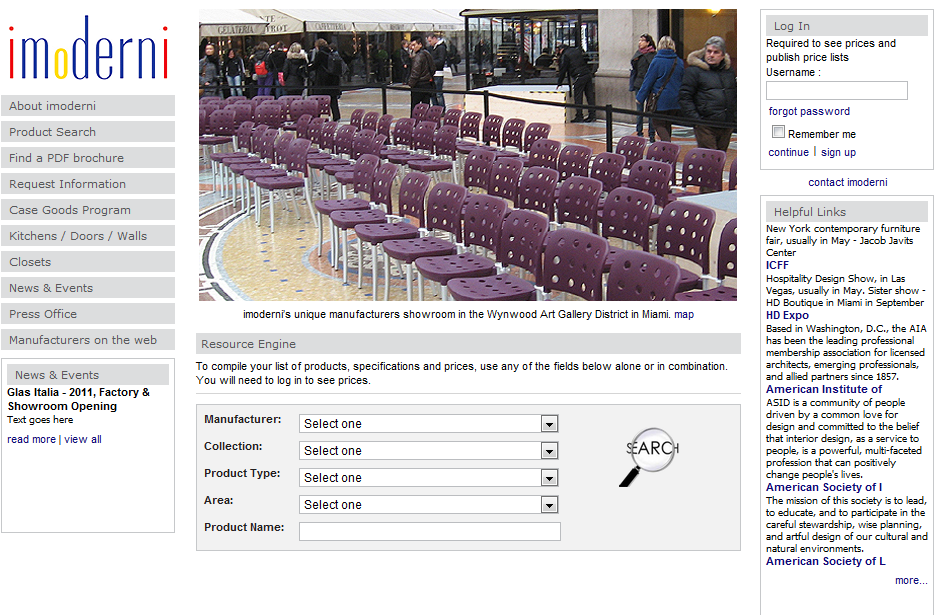 imoderni
About imoderni
Product Search
Find a PDF brochure
Request Information
Case Goods Program
Kitchens / Doors / Walls
Closets
News & Events
Press Office
Manufacturers on the web
News & Events
Glas Italia - 2011, Factory &
Showroom Opening
Text goes here
read more | view all
GELATERIA
CAFFETTERIA
imoderni's unique manufacturers showroom in the Wynwood Art Gallery District in Miami. map
Resource Engine
To compile your list of products, specifications and prices, use any of the fields below alone or in combination.
You will need to log in to see prices.
Manufacturer: Select one
Collection: Select one
Product Type: Select one
Area: Select one
Product Name:
SEARCH
Log In
Required to see prices and
publish price lists
Username :
forgot password
Remember me
continue | sign up
contact imoderni
Helpful Links
New York contemporary furniture
fair, usually in May - Jacob Javits
Center
ICFF
Hospitality Design Show, in Las
Vegas, usually in May. Sister show -
HD Boutique in Miami in September
HD Expo
Based in Washington, D.C., the AIA
has been the leading professional
membership association for licensed
architects, emerging professionals,
and allied partners since 1857.
American Institute of
ASID is a community of people
driven by a common love for
design and committed to the belief
that interior design, as a service to
people, is a powerful, multi-faceted
profession that can positively
change people's lives.
American Society of I
The mission of this society is to lead,
to educate, and to participate in the
careful stewardship, wise planning,
and artful design of our cultural and
natural environments.
American Society of L
more...